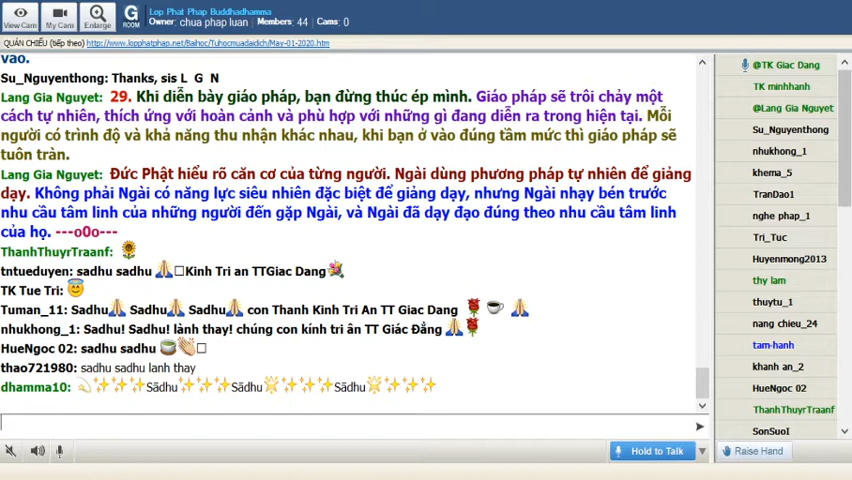 Lop Phat Phap Buddhadhamma
Owner: chua phap luan Members: 44 Cams: 0
View Cam
My Cams
Enlarge
G
ROOM
QUÁN CHIẾU (tiếp theo) http://www.lopphatphap.net/Baihoc/Tuhocmuadaidich/May-01-2020.htm
vào.
Su_Nguyenthong: Thanks, sis L G N
Lang Gia Nguyet: 29. Khi diễn bày giáo pháp, bạn đừng thúc ép mình. Giáo pháp sẽ trôi chảy một
cách tự nhiên, thích ứng với hoàn cảnh và phù hợp với những gì đang diễn ra trong hiện tại. Mỗi
người có trình độ và khả năng thu nhận khác nhau, khi bạn ở vào đúng tầm mức thì giáo pháp sẽ
tuôn tràn.
Lang Gia Nguyet: Đức Phật hiểu rõ căn cơ của từng người. Ngài dùng phương pháp tự nhiên để giảng
dạy. Không phải Ngài có năng lực siêu nhiên đặc biệt để giảng dạy, nhưng Ngài nhạy bén trước
nhu cầu tâm linh của những người đến gặp Ngài, và Ngài đã dạy đạo đúng theo nhu cầu tâm linh
của họ. ---o0o---
ThanhThuyrTraanf:
tntueduyen: sadhu sadhu 🙏Kinh Tri an TTGiac Dang
TK Tue Tri:
Tuman_11: Sadhu🙏 Sadhu🙏 Sadhu🙏 con Thanh Kinh Tri An TT Giac Dang 🌹 ☕ 🙏
nhukhong_1: Sadhu! Sadhu! lành thay! chúng con kính tri ân TT Giác Đẳng 🙏🌹
HueNgoc 02: sadhu sadhu
thao721980: sadhu sadhu lanh thay
dhamma10: Sādhu Sādhu Sādhu
Hold to Talk
Raise Hand
@TK Giac Dang
TK minhhanh
@Lang Gia Nguyet
Su_Nguyenthong
nhukhong_1
khema_5
TranDao1
nghe phap_1
Tri_Tuc
Huyenmong2013
thy lam
thuytu_1
nang chieu_24
tam-hanh
khanh an_2
HueNgoc 02
ThanhThuyrTraanf
SonSuoI